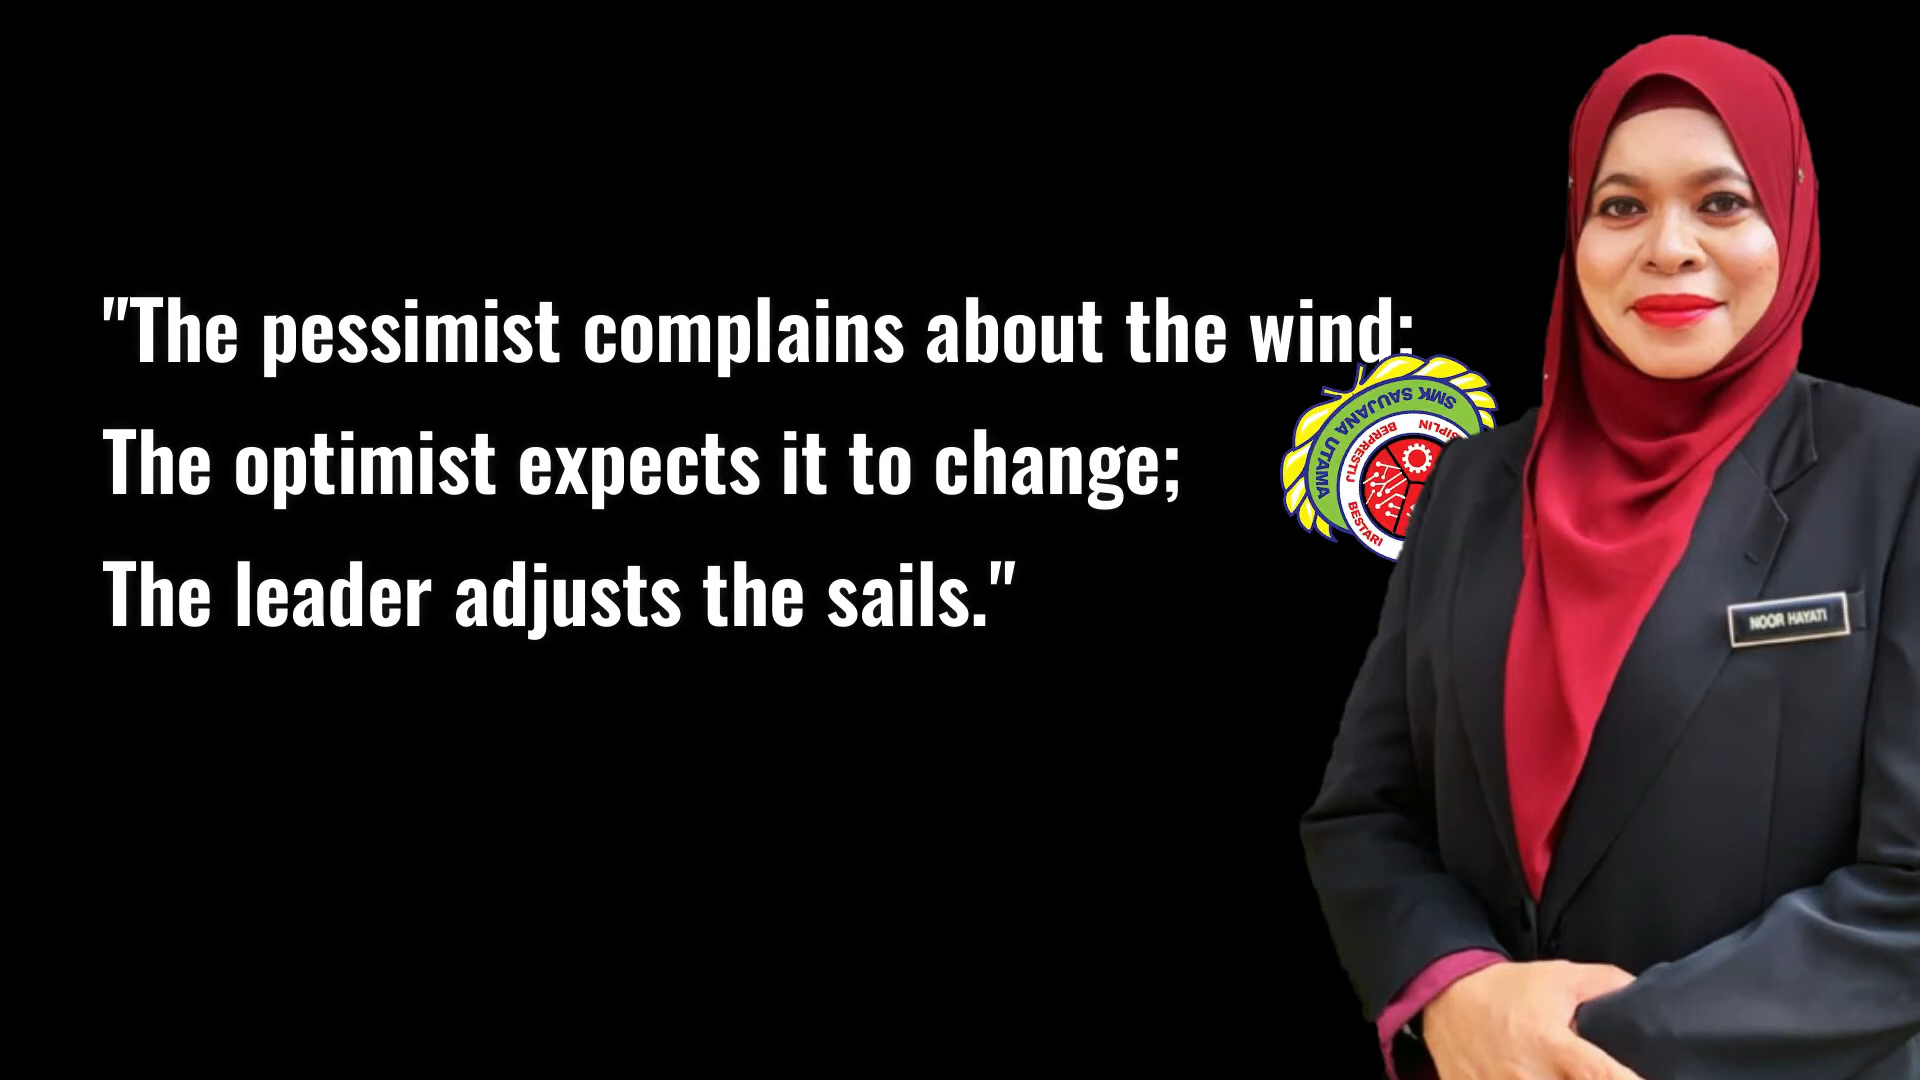 "The pessimist complains about the wind;
The optimist expects it to change;
The leader adjusts the sails."
SMK SAUJANA UTAMA
BERPRESTIJ
BESTARI
NOOR HAYATI